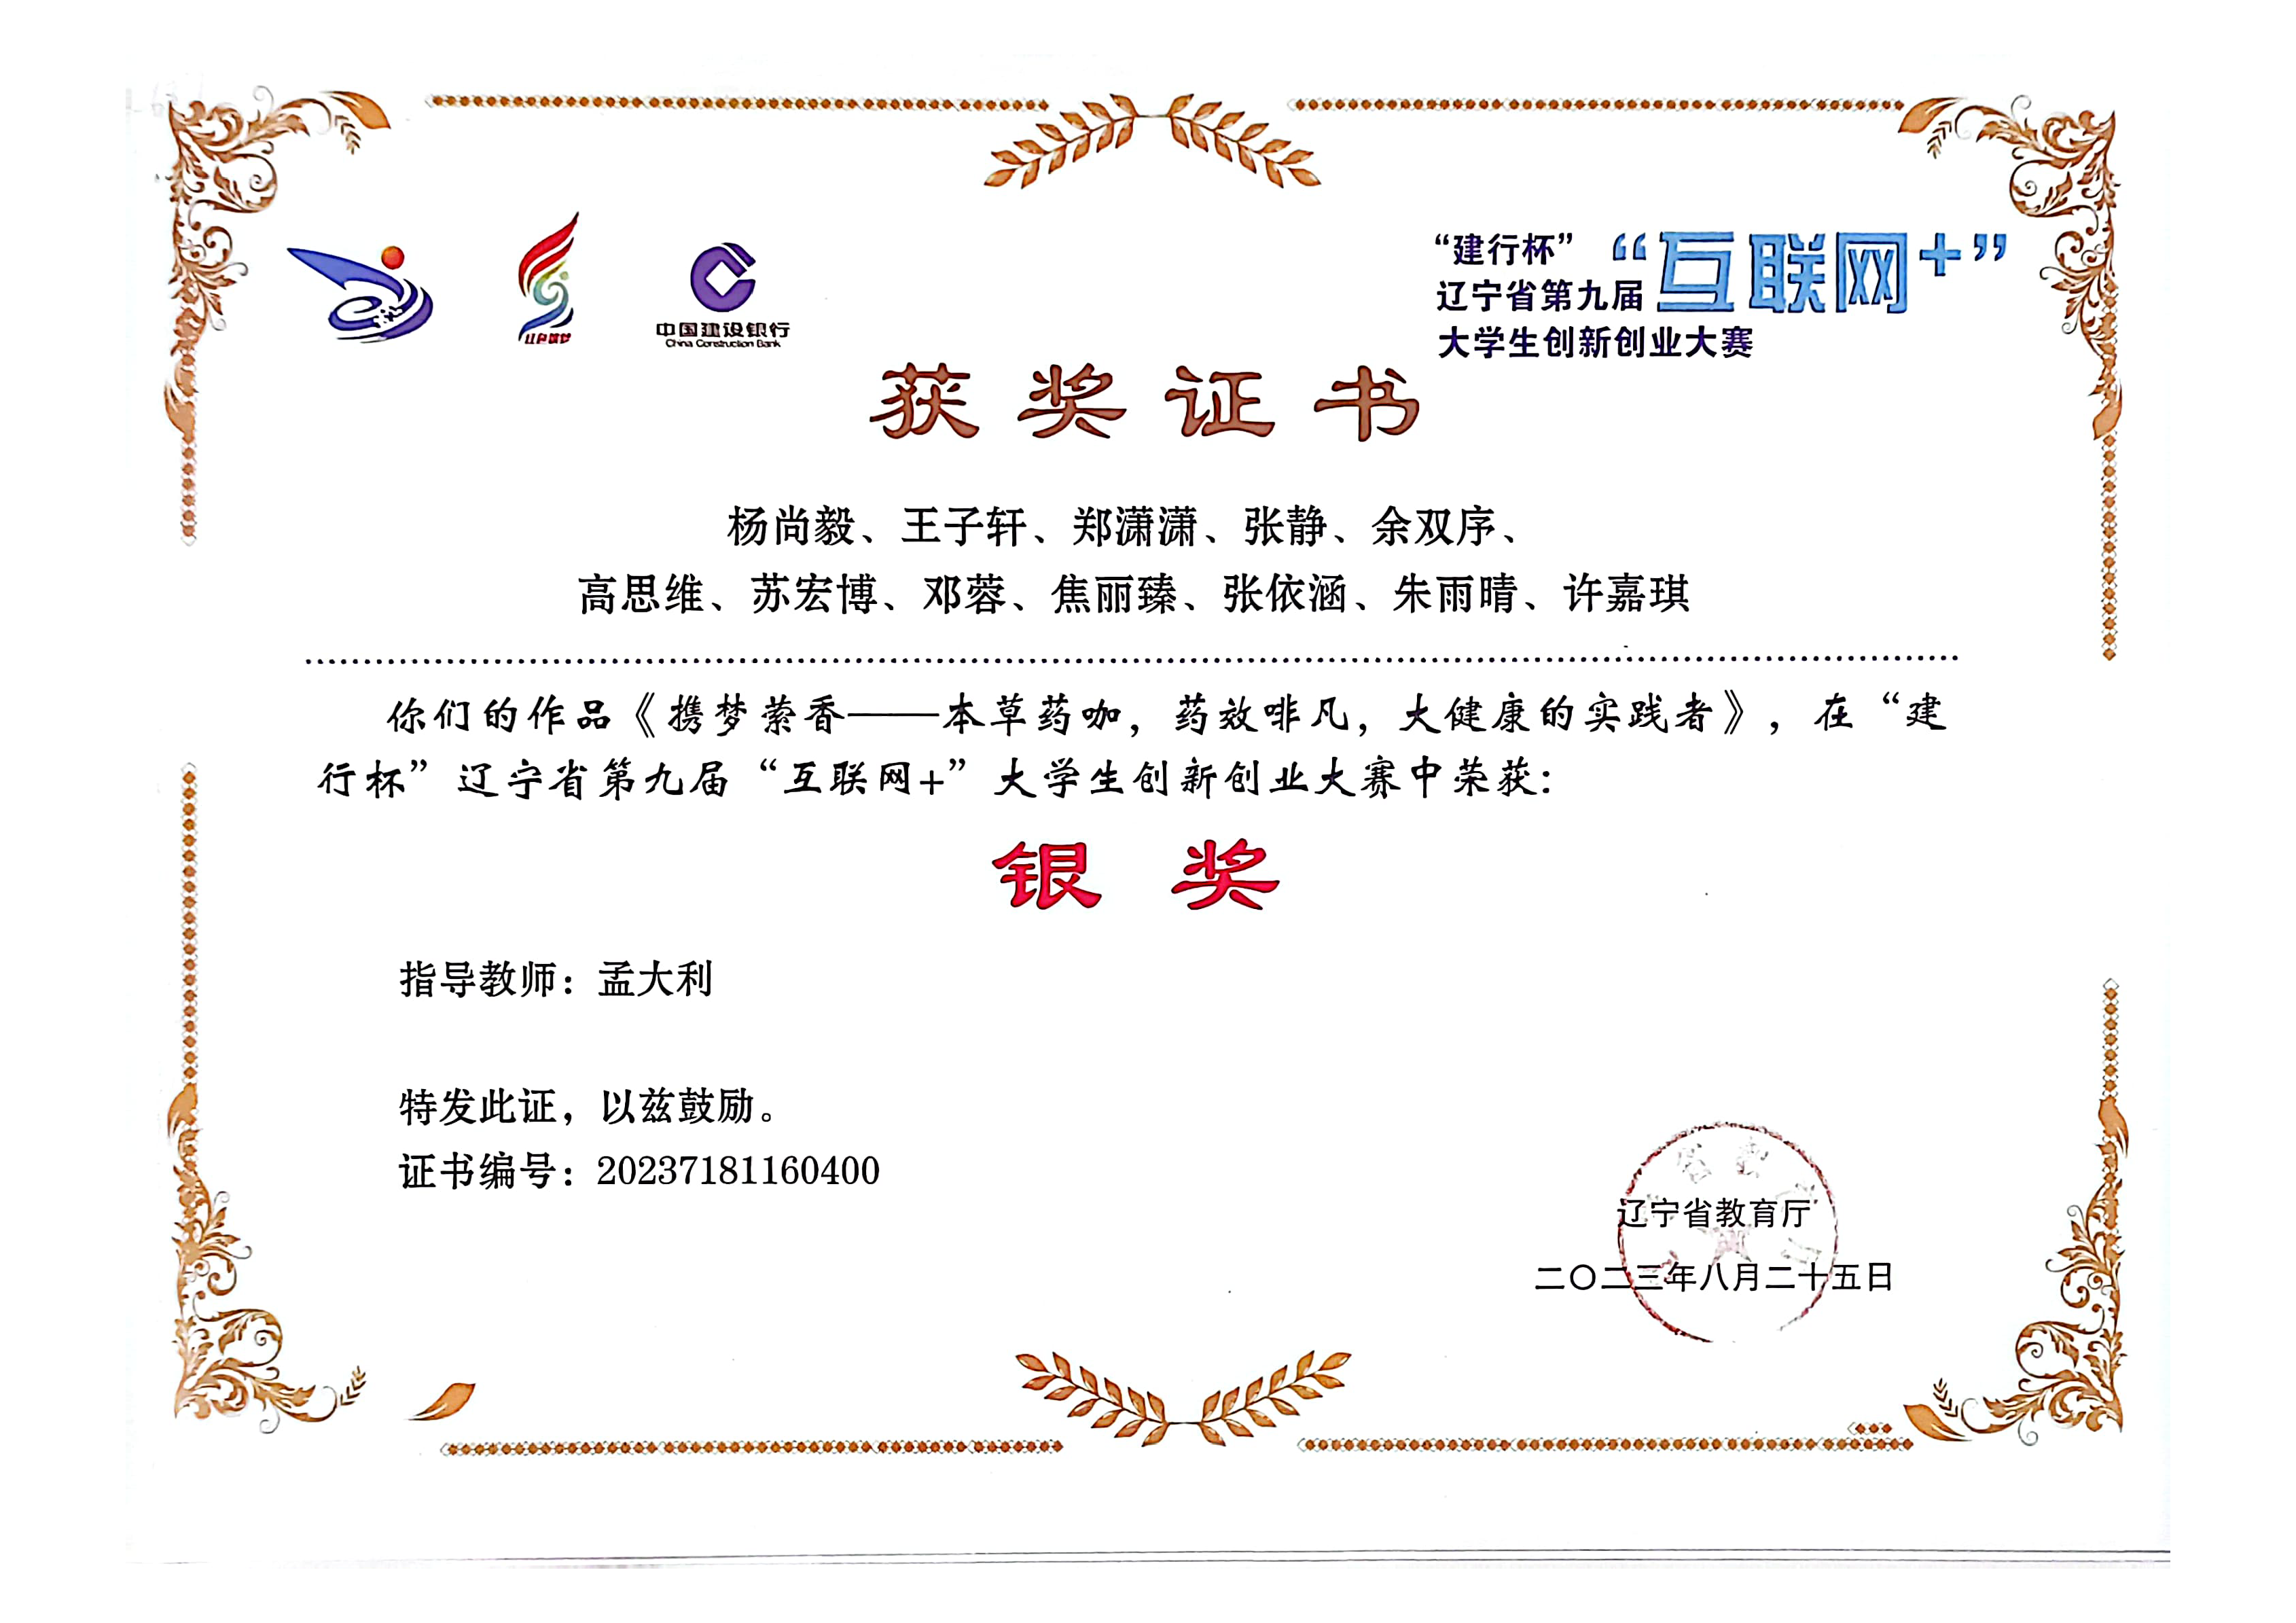 中国建设银行
China Construction Bank
“建行杯”
辽宁省第九届
“互联网+”
大学生创新创业大赛
获奖证书
杨尚毅、王子轩、郑潇潇、张静、余双序、
高思维、苏宏博、邓蓉、焦丽臻、张依涵、朱雨晴、许嘉琪
你们的作品《携梦萦香——本草药咖，药效啡凡，大健康的实践者》，在“建
行杯”辽宁省第九届“互联网+”大学生创新创业大赛中荣获：
银奖
指导教师：孟大利
特发此证，以兹鼓励。
证书编号：20237181160400
辽宁省教育厅
二〇二三年八月二十五日